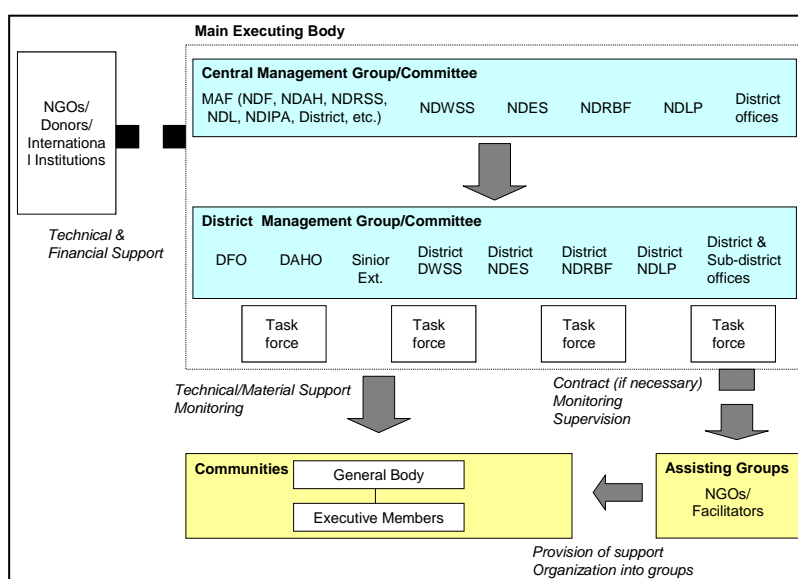 Main Executing Body
Central Management Group/Committee
MAF (NDF, NDAH, NDRSS,
NDL, NDIPA, District, etc.)
NDWSS
NDES
NDRBF
NDLP
District
offices
NGOs/
Donors/
Internationa
l Institutions
Technical &
Financial Support
District Management Group/Committee
DFO
DAHO
Sinior
Ext.
District
DWSS
District
NDES
District
NDRBF
District
NDLP
District &
Sub-district
offices
Task
force
Task
force
Task
force
Task
force
Technical/Material Support
Monitoring
Contract (if necessary)
Monitoring
Supervision
Communities
General Body
Executive Members
Assisting Groups
NGOs/
Facilitators
Provision of support
Organization into groups